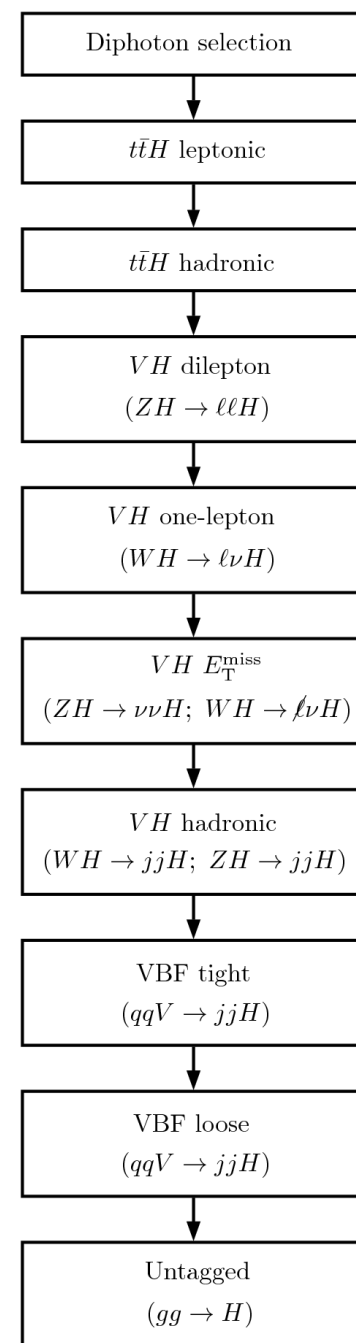 Diphoton selection
tt̄H leptonic
tt̄H hadronic
VH dilepton
(ZH → ℓℓH)
VH one-lepton
(WH → ℓνH)
VH E_T^miss
(ZH → ννH; WH → ℓ̸νH)
VH hadronic
(WH → jjH; ZH → jjH)
VBF tight
(qqV → jjH)
VBF loose
(qqV → jjH)
Untagged
(gg → H)